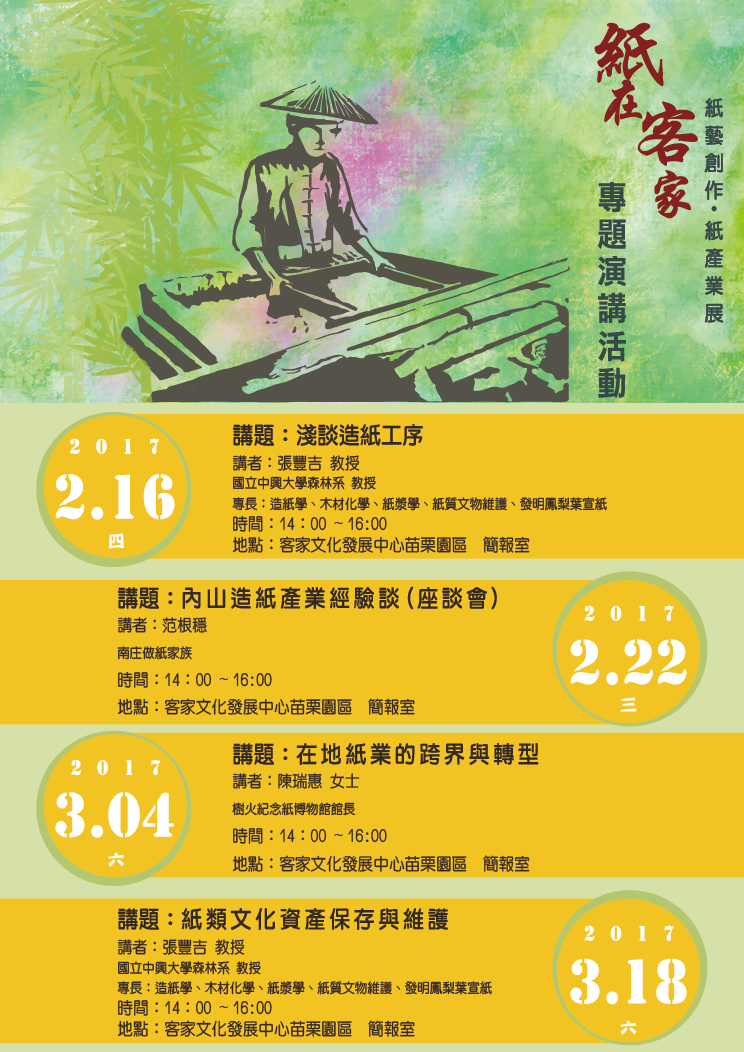 紙在客家
紙藝創作・紙產業展
專題演講活動
2017
2.16
四
講題：淺談造紙工序
講者：張豐吉 教授
國立中興大學森林系 教授
專長：造紙學、木材化學、紙漿學、紙質文物維護、發明鳳梨葉宣紙
時間：14：00 ~16:00
地點：客家文化發展中心苗栗園區 簡報室
2017
2.22
三
講題：內山造紙產業經驗談(座談會)
講者：范根穩
南庄做紙家族
時間：14：00 ~16:00
地點：客家文化發展中心苗栗園區 簡報室
2017
3.04
六
講題：在地紙業的跨界與轉型
講者：陳瑞惠 女士
樹火紀念紙博物館館長
時間：14：00 ~16:00
地點：客家文化發展中心苗栗園區 簡報室
2017
3.18
六
講題：紙類文化資產保存與維護
講者：張豐吉 教授
國立中興大學森林系 教授
專長：造紙學、木材化學、紙漿學、紙質文物維護、發明鳳梨葉宣紙
時間：14：00 ~16:00
地點：客家文化發展中心苗栗園區 簡報室